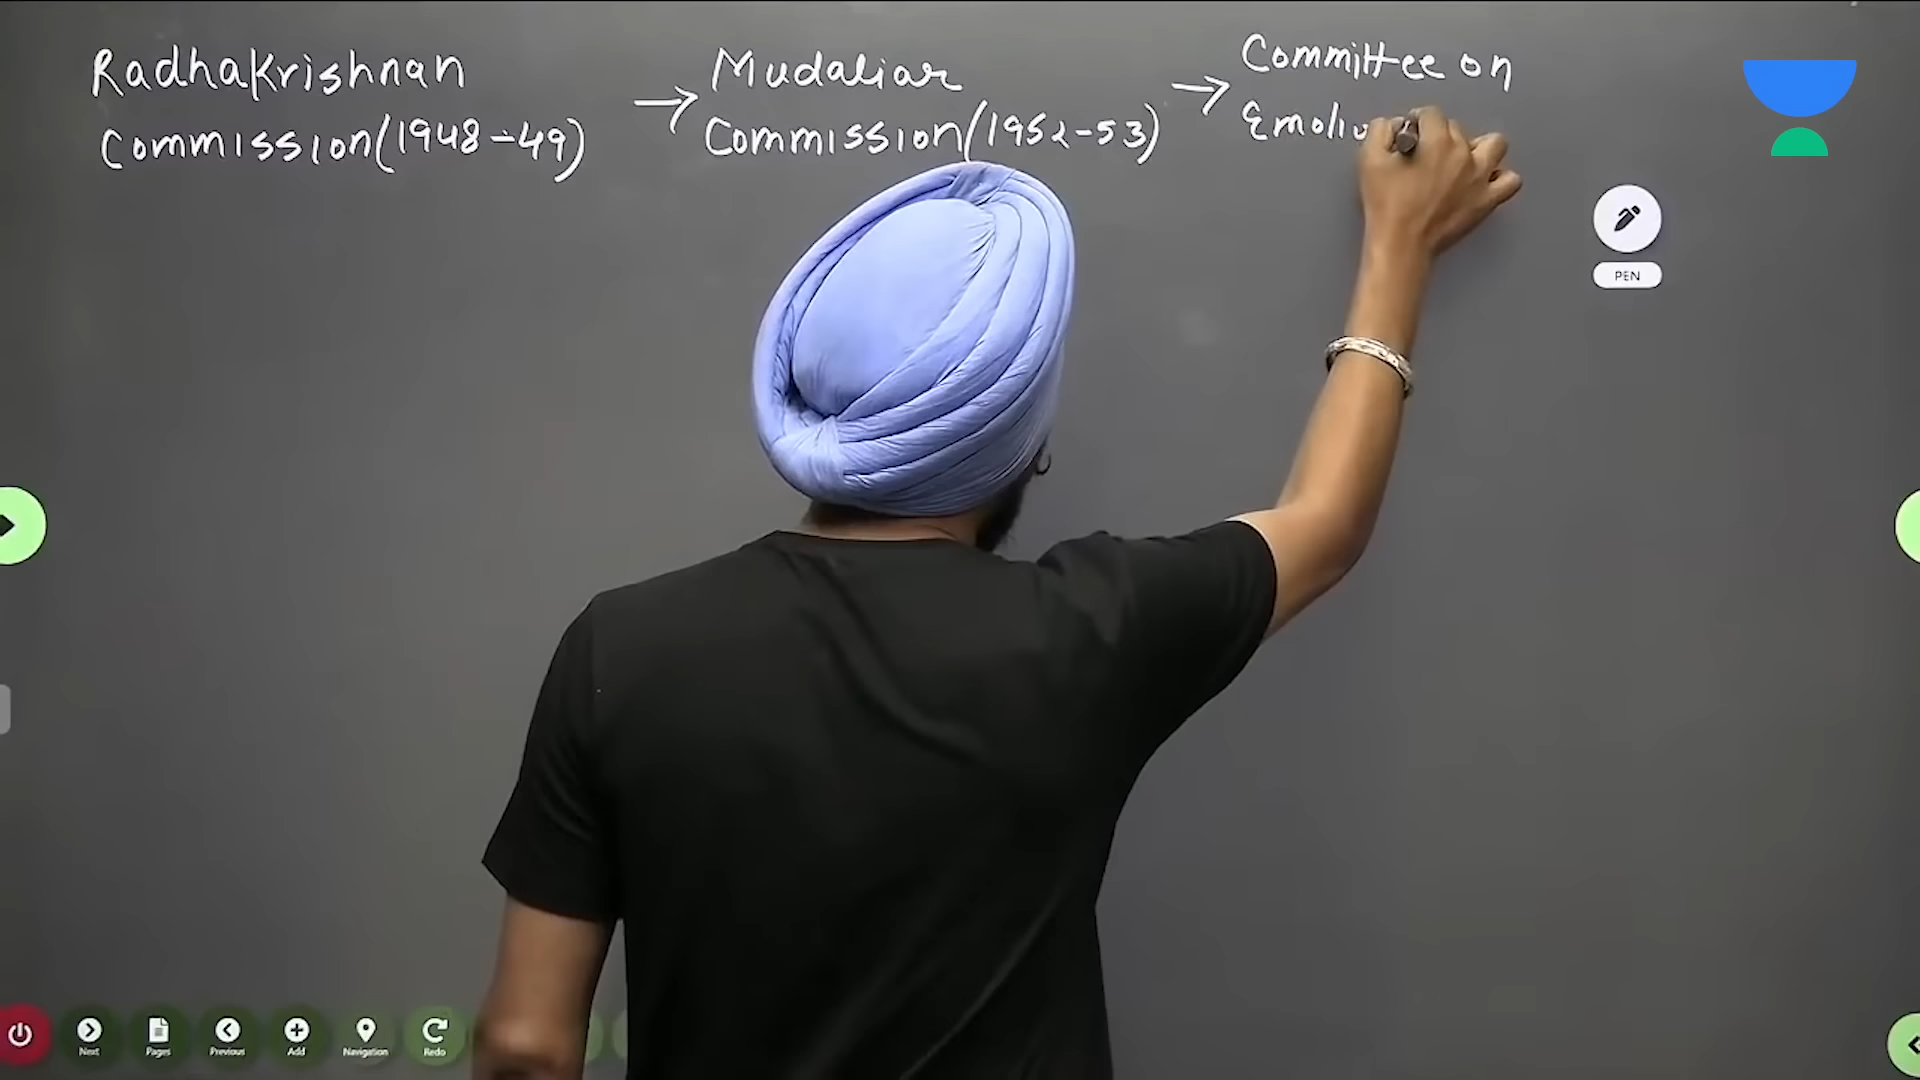 Radhakrishnan
Commission (1948-49)
→ Mudaliar
Commission (1952-53)
→ Committee on
PEN
Next
Pages
Previous
Add
Navigation
Redo